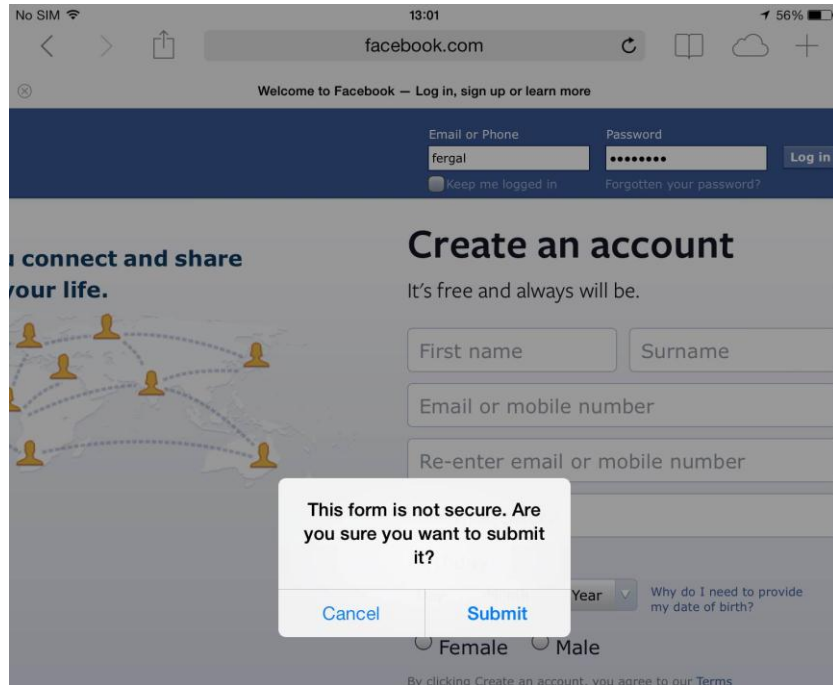 No SIM
13:01
56%
facebook.com
Welcome to Facebook — Log in, sign up or learn more
Email or Phone
Password
fergal
••••••••
Log in
Keep me logged in
Forgotten your password?
u connect and share
your life.
Create an account
It's free and always will be.
First name
Surname
Email or mobile number
Re-enter email or mobile number
This form is not secure. Are
you sure you want to submit
it?
Cancel
Submit
Year
Why do I need to provide
my date of birth?
Female
Male
By clicking Create an account, you agree to our Terms